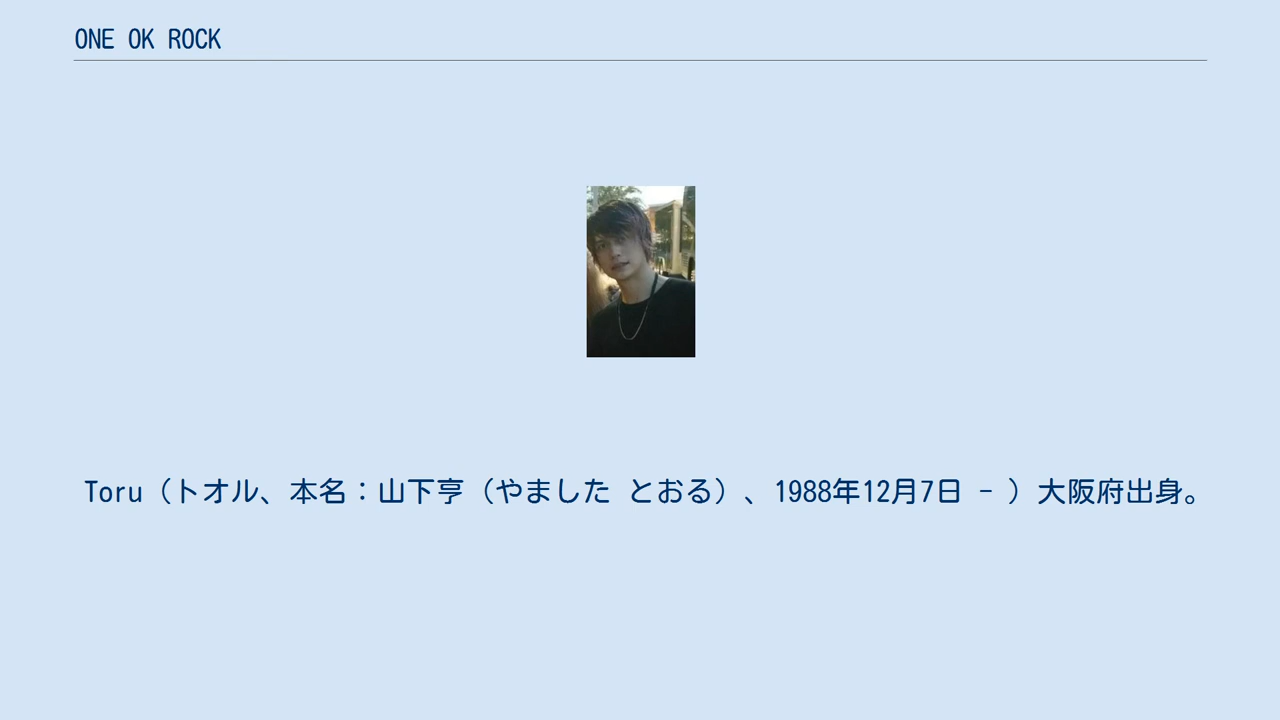 ONE OK ROCK
Toru（トオル、本名：山下亨（やました とおる）、1988年12月7日 - ）大阪府出身。